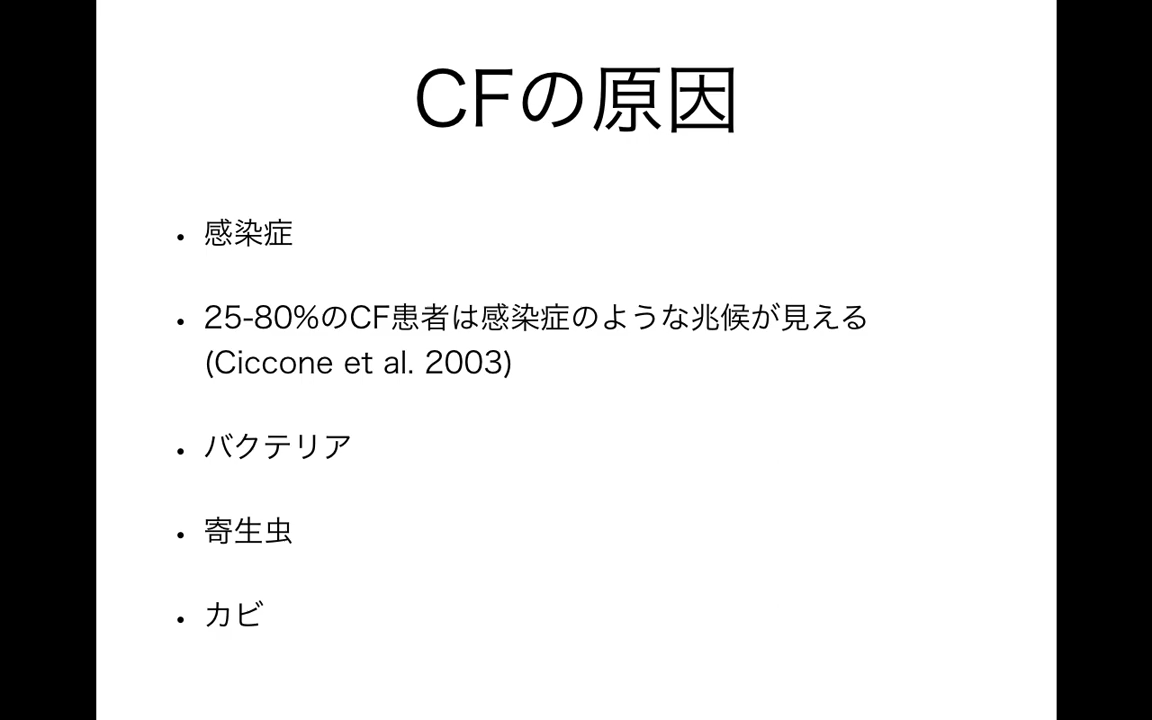 CFの原因
・感染症
・25-80%のCF患者は感染症のような兆候が見える
(Ciccone et al. 2003)
・バクテリア
・寄生虫
・カビ